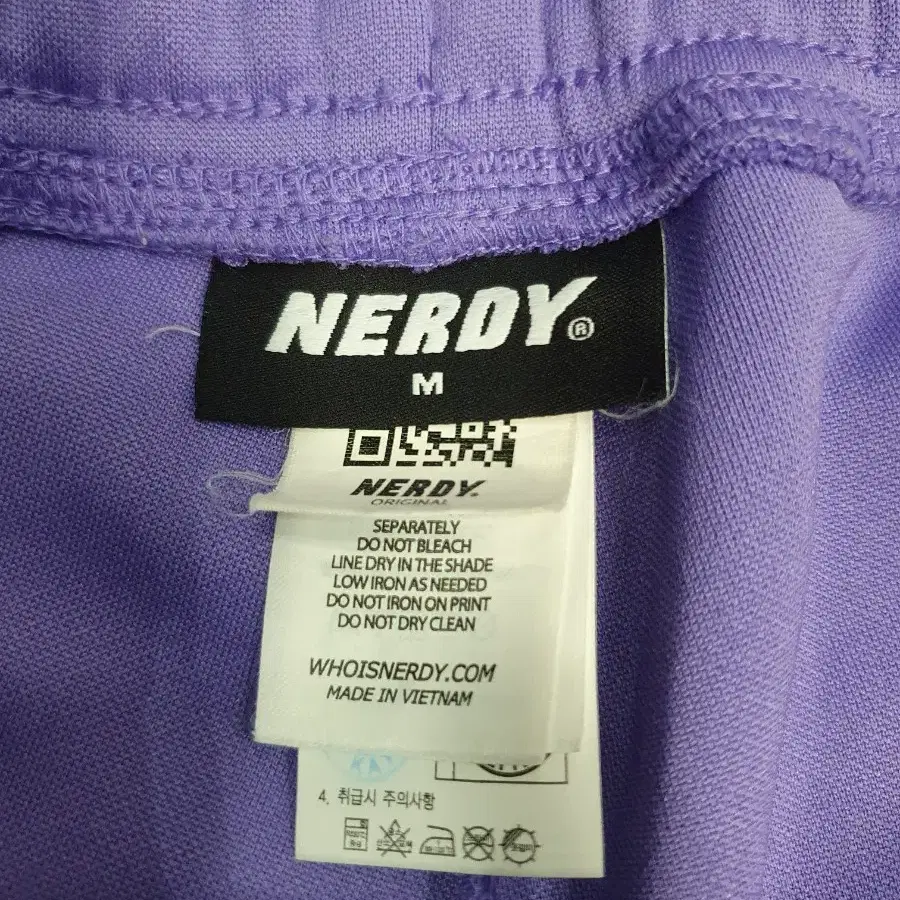 NERDY®
M
NERDY.
ORIGINAL
SEPARATELY
DO NOT BLEACH
LINE DRY IN THE SHADE
LOW IRON AS NEEDED
DO NOT IRON ON PRINT
DO NOT DRY CLEAN
WHOISNERDY.COM
MADE IN VIETNAM
4. 취급시 주의사항